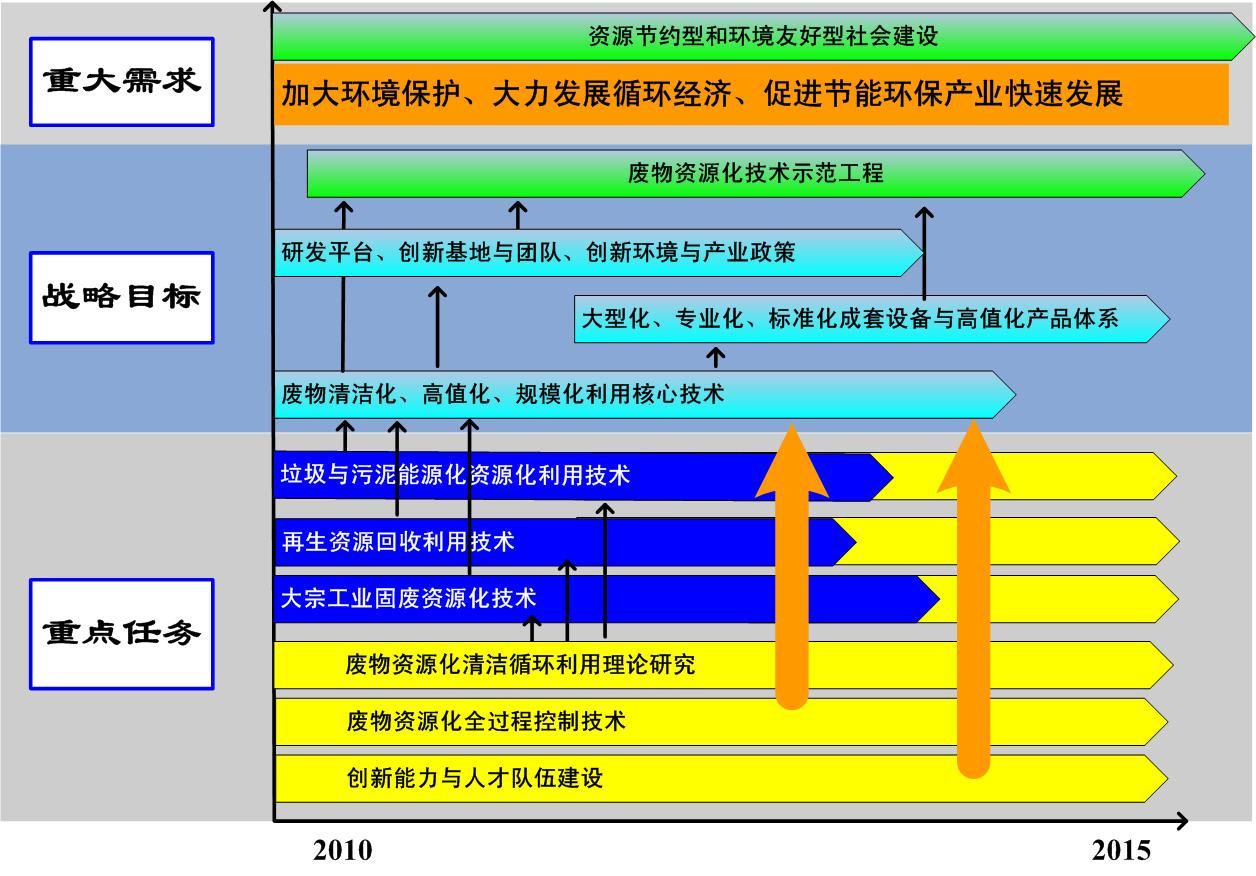 重大需求
资源节约型和环境友好型社会建设
加大环境保护、大力发展循环经济、促进节能环保产业快速发展
战略目标
废物资源化技术示范工程
研发平台、创新基地与团队、创新环境与产业政策
大型化、专业化、标准化成套设备与高值化产品体系
废物清洁化、高值化、规模化利用核心技术
重点任务
垃圾与污泥能源化资源化利用技术
再生资源回收利用技术
大宗工业固废资源化技术
废物资源化清洁循环利用理论研究
废物资源化全过程控制技术
创新能力与人才队伍建设
2010
2015